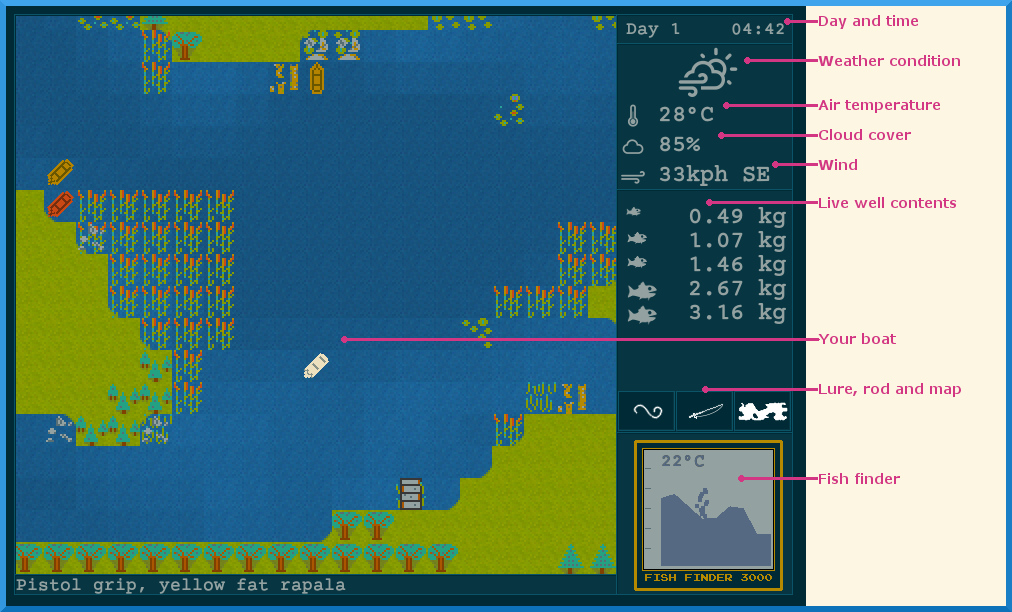 Day 1 04:42 Day and time
Weather condition
28°C Air temperature
85% Cloud cover
33kph SE Wind
Live well contents
0.49 kg
1.07 kg
1.46 kg
2.67 kg
3.16 kg
Your boat
Lure, rod and map
22°C
Fish finder
FISH FINDER 3000
Pistol grip, yellow fat rapala